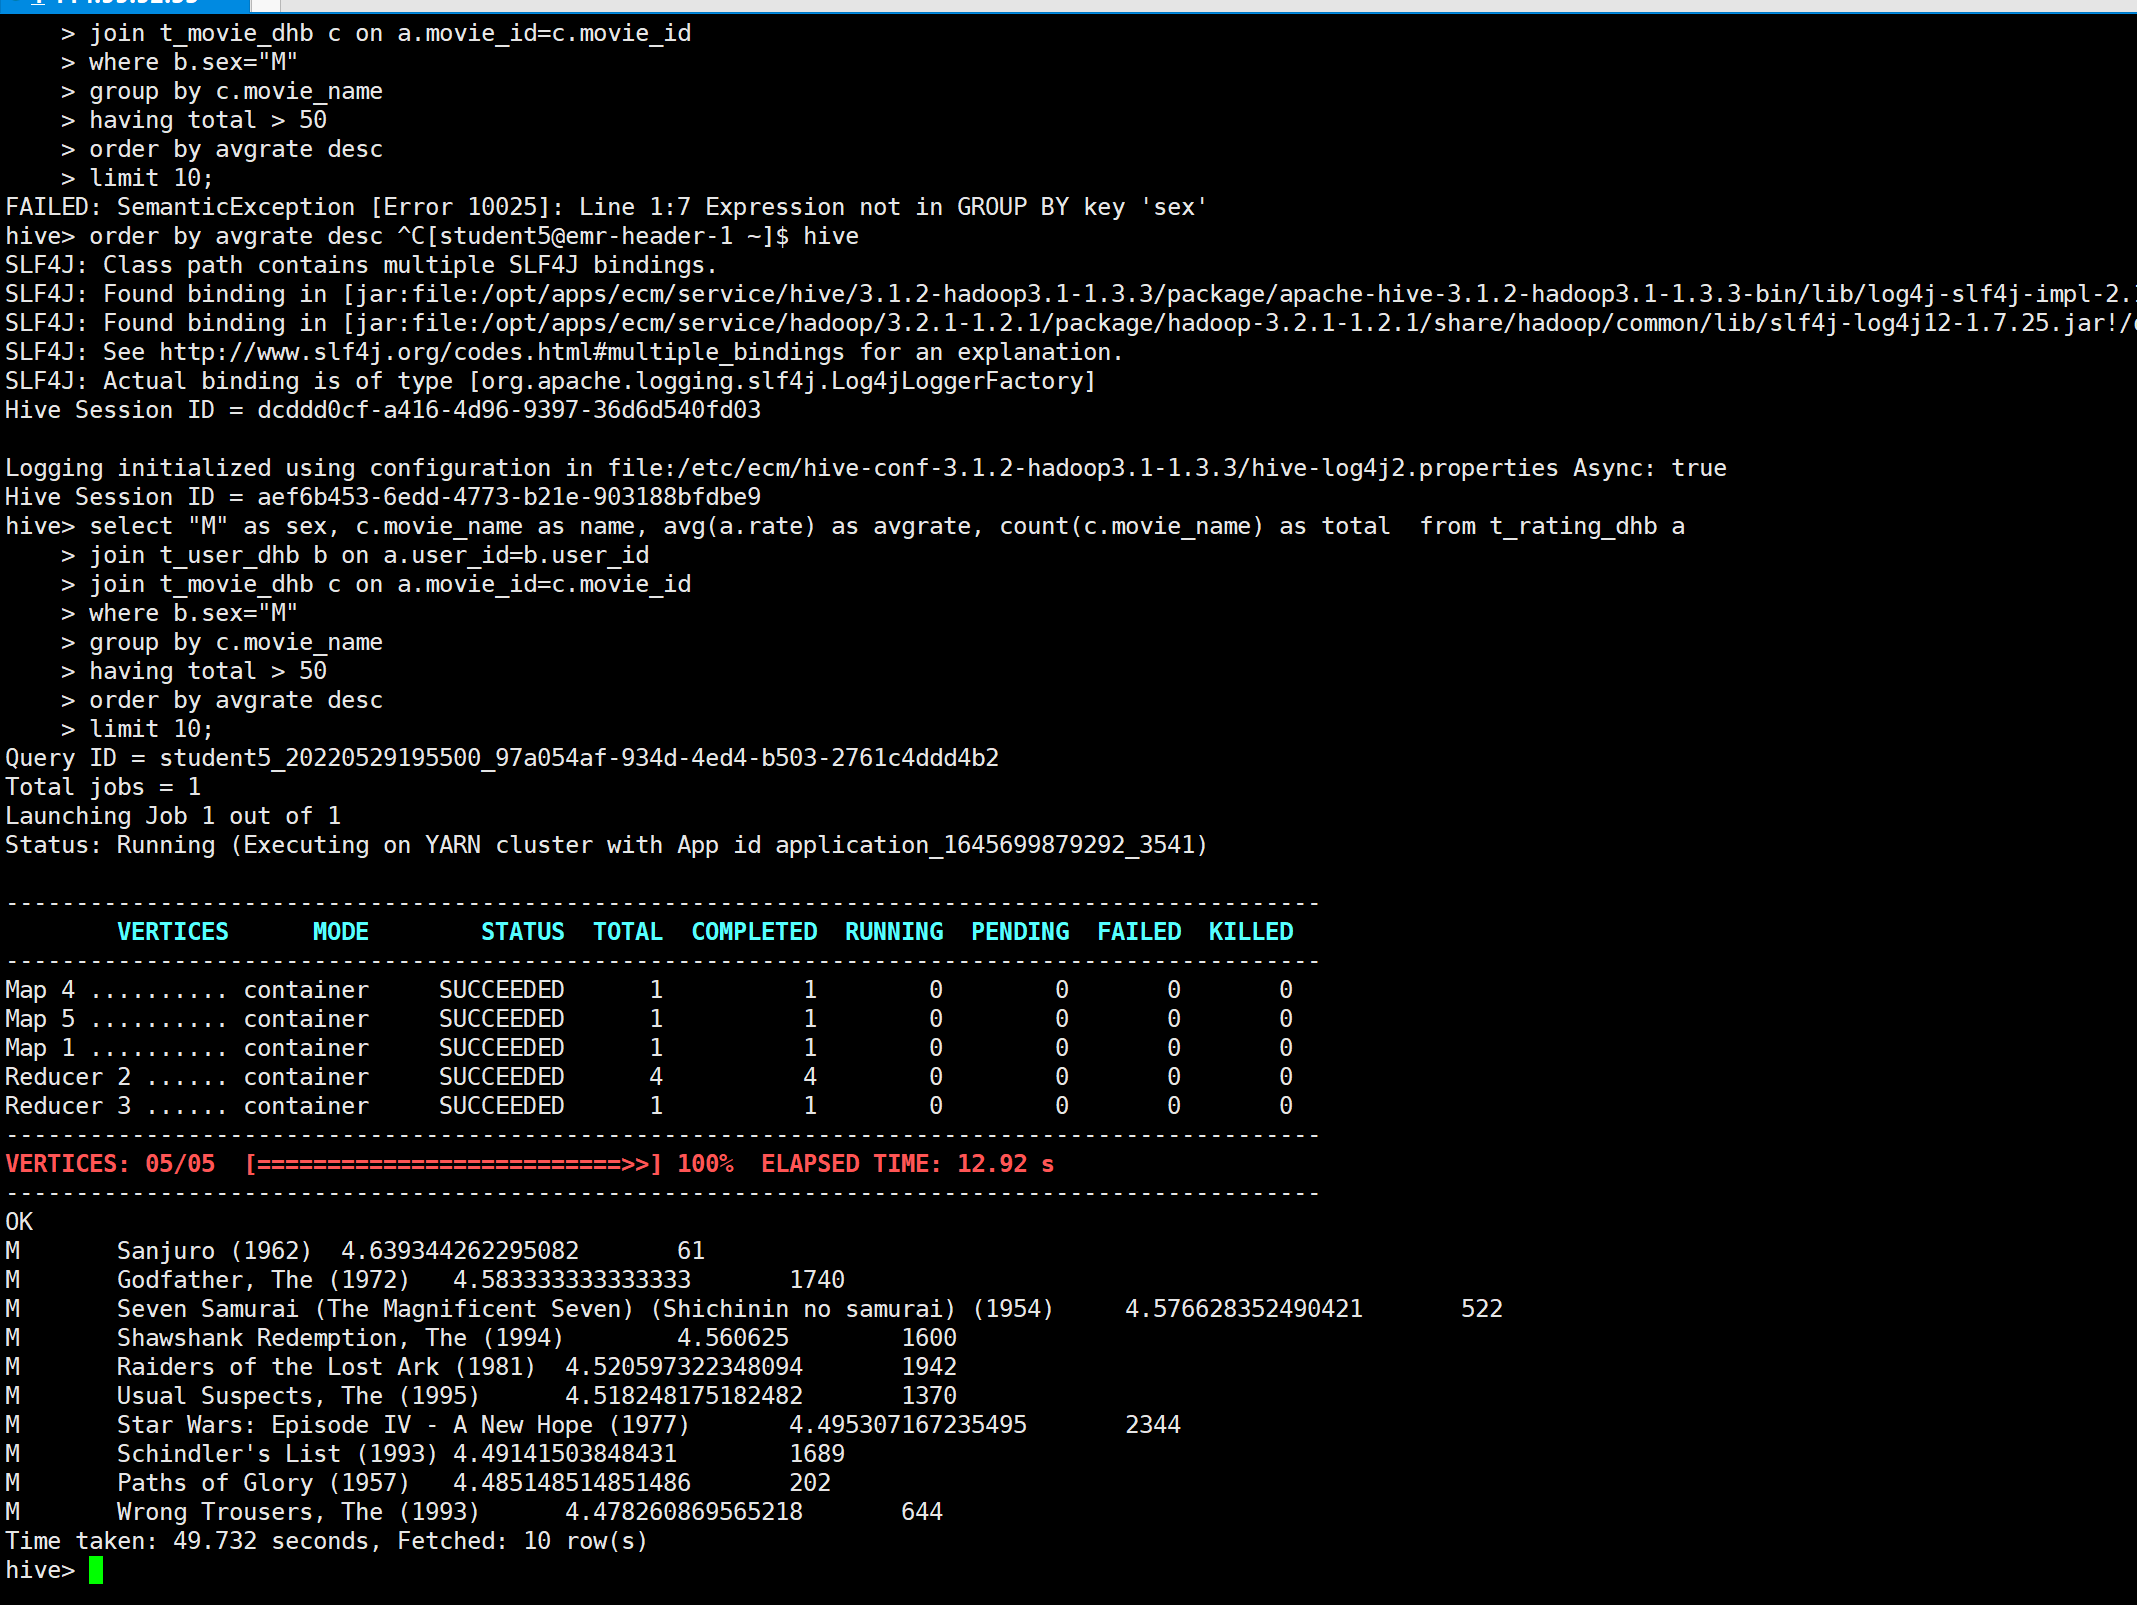 > join t_movie_dhb c on a.movie_id=c.movie_id
    > where b.sex="M"
    > group by c.movie_name
    > having total > 50
    > order by avgrate desc
    > limit 10;
FAILED: SemanticException [Error 10025]: Line 1:7 Expression not in GROUP BY key 'sex'
hive> order by avgrate desc ^C[student5@emr-header-1 ~]$ hive
SLF4J: Class path contains multiple SLF4J bindings.
SLF4J: Found binding in [jar:file:/opt/apps/ecm/service/hive/3.1.2-hadoop3.1-1.3.3/package/apache-hive-3.1.2-hadoop3.1-1.3.3-bin/lib/log4j-slf4j-impl-2.
SLF4J: Found binding in [jar:file:/opt/apps/ecm/service/hadoop/3.2.1-1.2.1/package/hadoop-3.2.1-1.2.1/share/hadoop/common/lib/slf4j-log4j12-1.7.25.jar!/
SLF4J: See http://www.slf4j.org/codes.html#multiple_bindings for an explanation.
SLF4J: Actual binding is of type [org.apache.logging.slf4j.Log4jLoggerFactory]
Hive Session ID = dcddd0cf-a416-4d96-9397-36d6d540fd03

Logging initialized using configuration in file:/etc/ecm/hive-conf-3.1.2-hadoop3.1-1.3.3/hive-log4j2.properties Async: true
Hive Session ID = aef6b453-6edd-4773-b21e-903188bfdbe9
hive> select "M" as sex, c.movie_name as name, avg(a.rate) as avgrate, count(c.movie_name) as total  from t_rating_dhb a
    > join t_user_dhb b on a.user_id=b.user_id
    > join t_movie_dhb c on a.movie_id=c.movie_id
    > where b.sex="M"
    > group by c.movie_name
    > having total > 50
    > order by avgrate desc
    > limit 10;
Query ID = student5_20220529195500_97a054af-934d-4ed4-b503-2761c4ddd4b2
Total jobs = 1
Launching Job 1 out of 1
Status: Running (Executing on YARN cluster with App id application_1645699879292_3541)

----------------------------------------------------------------------------------------------
        VERTICES      MODE        STATUS  TOTAL  COMPLETED  RUNNING  PENDING  FAILED  KILLED
----------------------------------------------------------------------------------------------
Map 4 .......... container     SUCCEEDED      1          1        0        0       0       0
Map 5 .......... container     SUCCEEDED      1          1        0        0       0       0
Map 1 .......... container     SUCCEEDED      1          1        0        0       0       0
Reducer 2 ...... container     SUCCEEDED      4          4        0        0       0       0
Reducer 3 ...... container     SUCCEEDED      1          1        0        0       0       0
----------------------------------------------------------------------------------------------
VERTICES: 05/05  [==========================>>] 100%  ELAPSED TIME: 12.92 s
----------------------------------------------------------------------------------------------
OK
M       Sanjuro (1962)  4.639344262295082       61
M       Godfather, The (1972)   4.583333333333333       1740
M       Seven Samurai (The Magnificent Seven) (Shichinin no samurai) (1954)     4.576628352490421       522
M       Shawshank Redemption, The (1994)        4.560625        1600
M       Raiders of the Lost Ark (1981)  4.520597322348094       1942
M       Usual Suspects, The (1995)      4.518248175182482       1370
M       Star Wars: Episode IV - A New Hope (1977)       4.495307167235495       2344
M       Schindler's List (1993) 4.49141503848431        1689
M       Paths of Glory (1957)   4.485148514851486       202
M       Wrong Trousers, The (1993)      4.478260869565218       644
Time taken: 49.732 seconds, Fetched: 10 row(s)
hive>